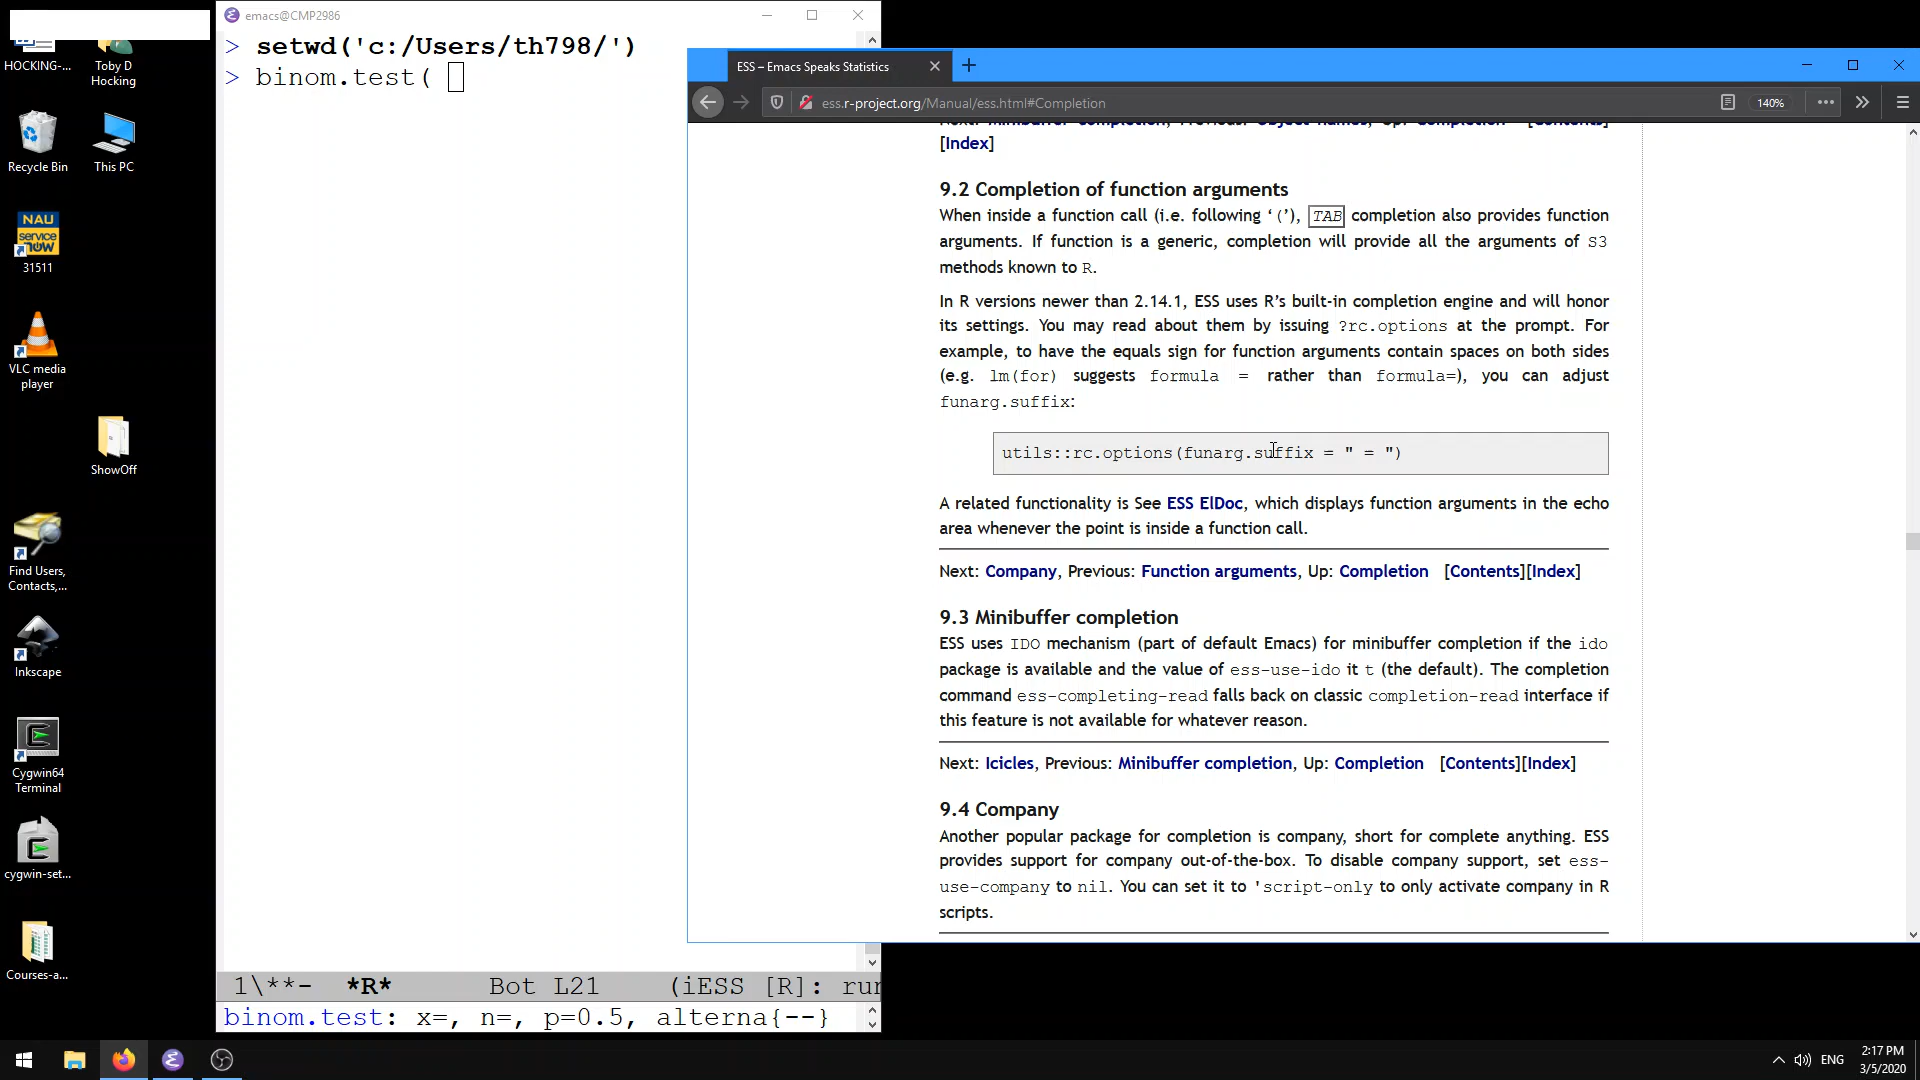 HOCKING-...
Toby D
Hocking
Recycle Bin
This PC
NAU
service
now
31511
VLC media
player
ShowOff
Find Users,
Contacts,...
Inkscape
Cygwin64
Terminal
cygwin-set...
Courses-a...
emacs@CMP2986
> setwd('c:/Users/th798/')
> binom.test(
1\**-  *R*  Bot L21  (iESS [R]: run
binom.test: x=, n=, p=0.5, alterna{--}
ESS – Emacs Speaks Statistics
ess.r-project.org/Manual/ess.html#Completion
140%
Next: Minibuffer completion, Previous: Object names, Up: Completion [Contents]
[Index]
9.2 Completion of function arguments
When inside a function call (i.e. following ‘(’), TAB completion also provides function
arguments. If function is a generic, completion will provide all the arguments of S3
methods known to R.
In R versions newer than 2.14.1, ESS uses R’s built-in completion engine and will honor
its settings. You may read about them by issuing ?rc.options at the prompt. For
example, to have the equals sign for function arguments contain spaces on both sides
(e.g. lm(for) suggests formula = rather than formula=), you can adjust
funarg.suffix:
utils::rc.options(funarg.suffix = " = ")
A related functionality is See ESS ElDoc, which displays function arguments in the echo
area whenever the point is inside a function call.
Next: Company, Previous: Function arguments, Up: Completion [Contents][Index]
9.3 Minibuffer completion
ESS uses IDO mechanism (part of default Emacs) for minibuffer completion if the ido
package is available and the value of ess-use-ido it t (the default). The completion
command ess-completing-read falls back on classic completion-read interface if
this feature is not available for whatever reason.
Next: Icicles, Previous: Minibuffer completion, Up: Completion [Contents][Index]
9.4 Company
Another popular package for completion is company, short for complete anything. ESS
provides support for company out-of-the-box. To disable company support, set ess-
use-company to nil. You can set it to 'script-only to only activate company in R
scripts.
ENG
2:17 PM
3/5/2020